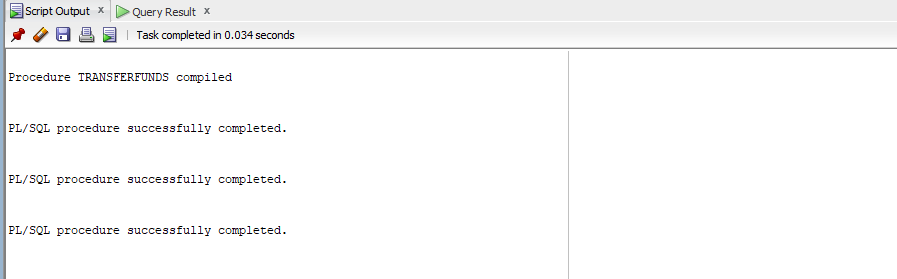 Script Output x Query Result x
Task completed in 0.034 seconds
Procedure TRANSFERFUNDS compiled
PL/SQL procedure successfully completed.
PL/SQL procedure successfully completed.
PL/SQL procedure successfully completed.